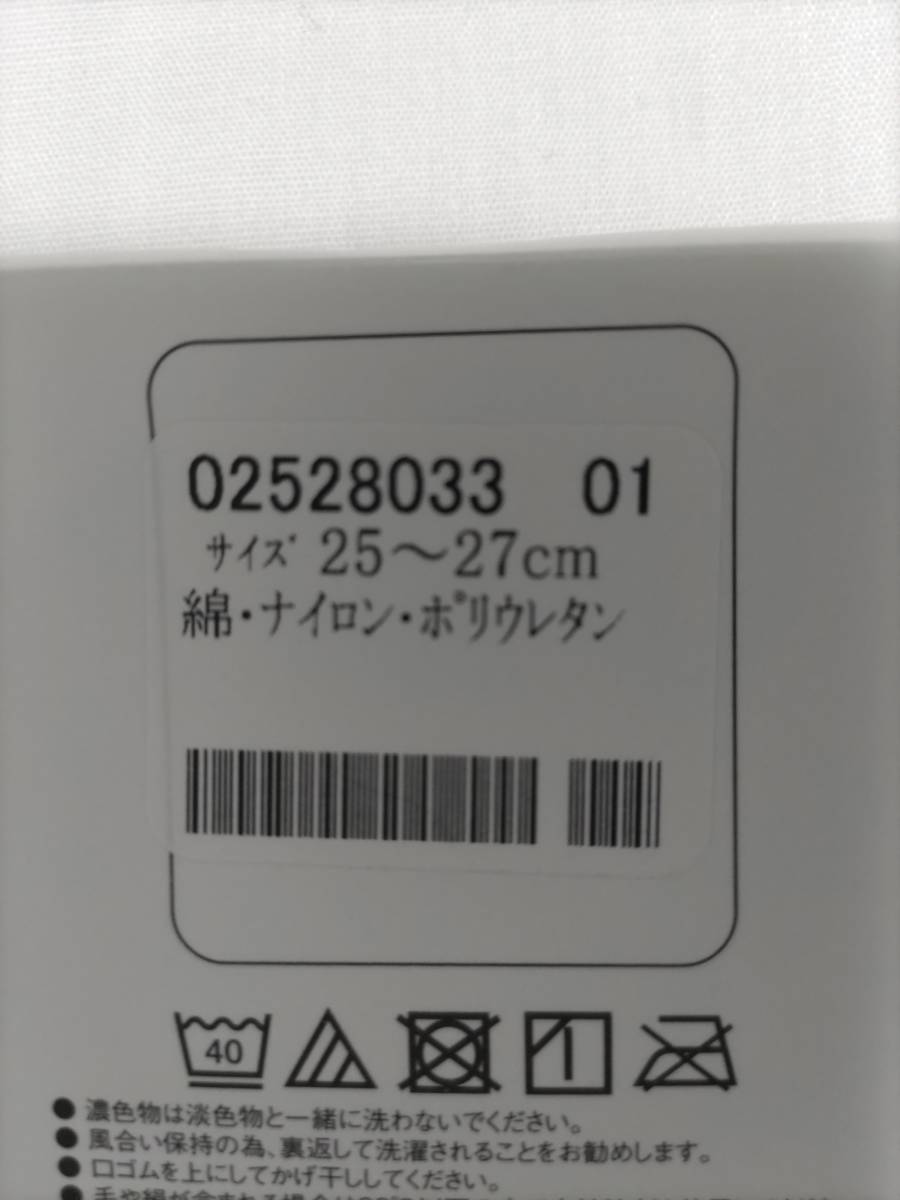 02528033 01
サイズ 25～27cm
綿・ナイロン・ポリウレタン
40
●濃色物は淡色物と一緒に洗わないでください。
●風合い保持の為、裏返して洗濯されることをお勧めします。
●口ゴムを上にしてかげ干ししてください。